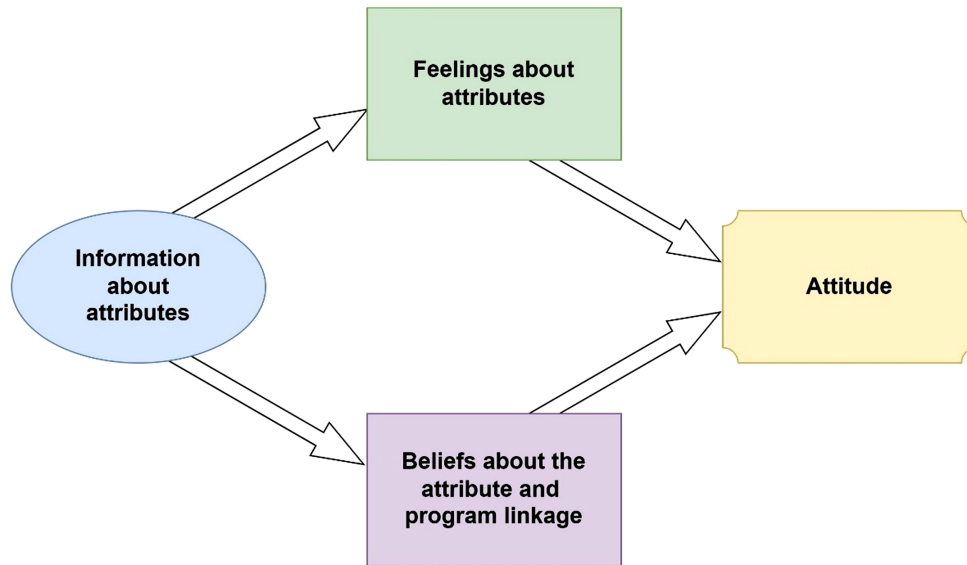 Feelings about
attributes
Information
about
attributes
Attitude
Beliefs about the
attribute and
program linkage